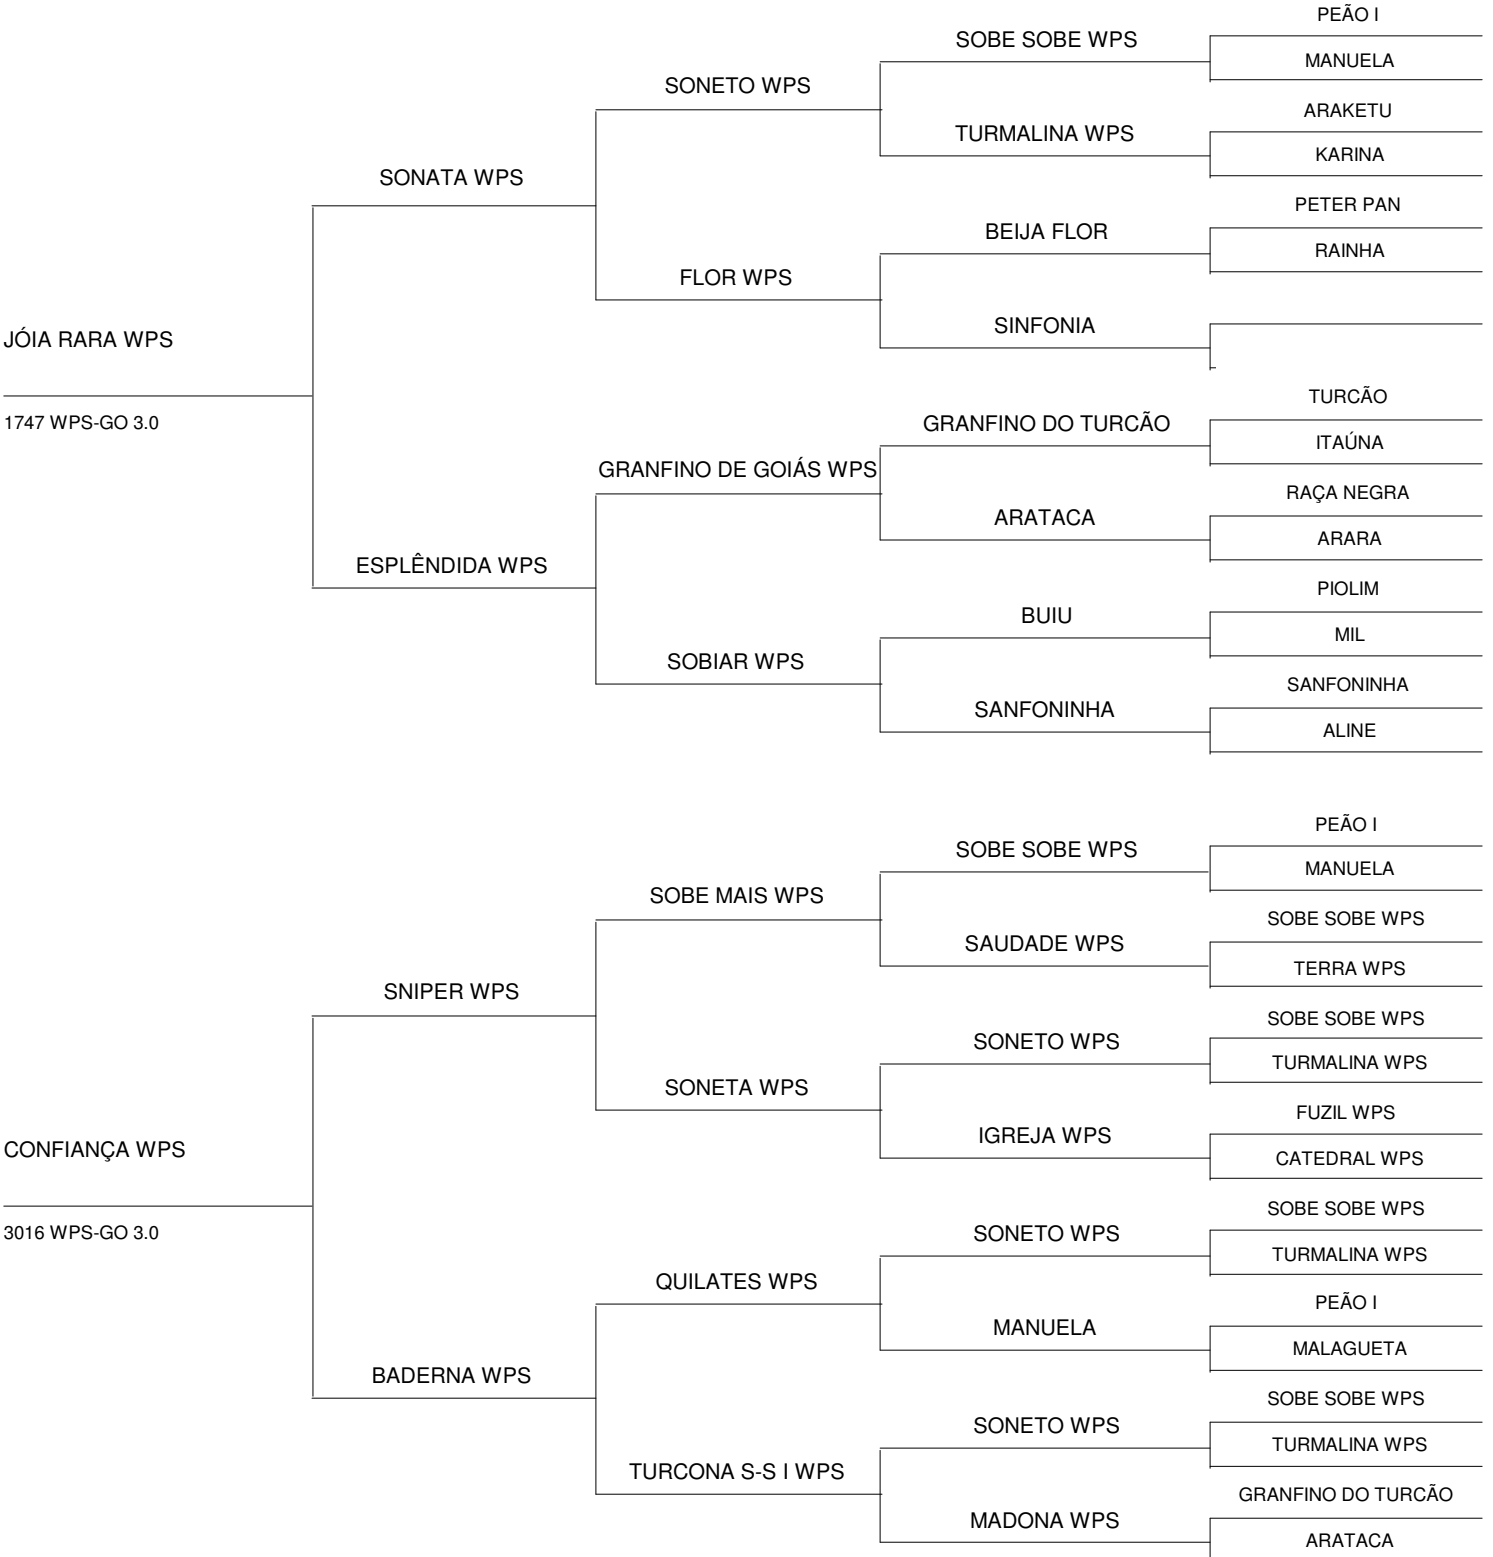 PEÃO I
SOBE SOBE WPS
MANUELA
SONETO WPS
ARAKETU
TURMALINA WPS
KARINA
SONATA WPS
PETER PAN
BEIJA FLOR
RAINHA
FLOR WPS
SINFONIA
JÓIA RARA WPS
TURCÃO
1747 WPS-GO 3.0
GRANFINO DO TURCÃO
ITAÚNA
GRANFINO DE GOIÁS WPS
RAÇA NEGRA
ARATACA
ARARA
ESPLÊNDIDA WPS
PIOLIM
BUIU
MIL
SOBIAR WPS
SANFONINHA
SANFONINHA
ALINE
PEÃO I
SOBE SOBE WPS
MANUELA
SOBE MAIS WPS
SOBE SOBE WPS
SAUDADE WPS
TERRA WPS
SNIPER WPS
SOBE SOBE WPS
SONETO WPS
TURMALINA WPS
SONETA WPS
FUZIL WPS
IGREJA WPS
CATEDRAL WPS
CONFIANÇA WPS
SOBE SOBE WPS
3016 WPS-GO 3.0
SONETO WPS
TURMALINA WPS
QUILATES WPS
PEÃO I
MANUELA
MALAGUETA
BADERNA WPS
SOBE SOBE WPS
SONETO WPS
TURMALINA WPS
TURCONA S-S I WPS
GRANFINO DO TURCÃO
MADONA WPS
ARATACA